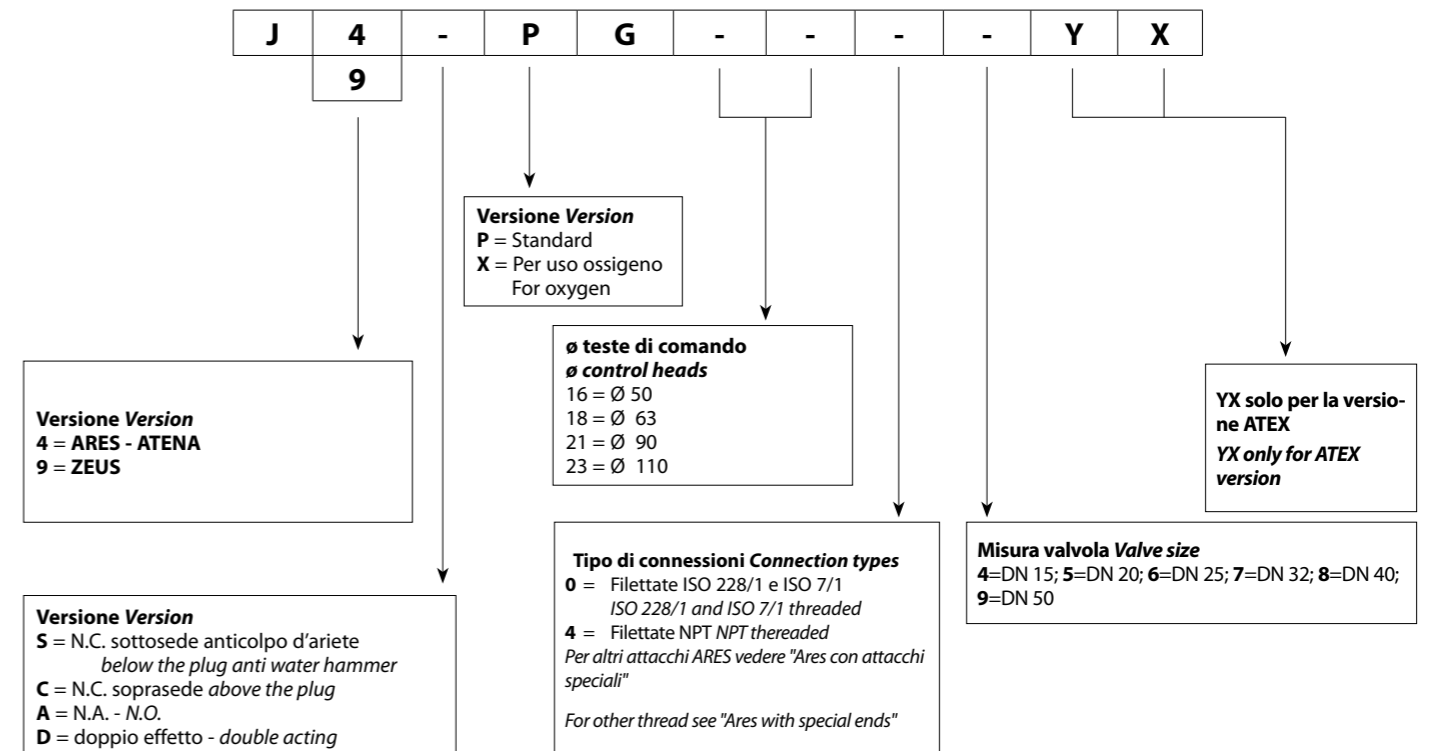 J 4 - P G - - - - Y X
9
Versione Version
P = Standard
X = Per uso ossigeno
For oxygen
ø teste di comando
ø control heads
16 = Ø 50
18 = Ø 63
21 = Ø 90
23 = Ø 110
Versione Version
4 = ARES - ATENA
9 = ZEUS
YX solo per la versio-
ne ATEX
YX only for ATEX
version
Versione Version
S = N.C. sottosede anticolpo d'ariete
below the plug anti water hammer
C = N.C. soprasede above the plug
A = N.A. - N.O.
D = doppio effetto - double acting
Tipo di connessioni Connection types
0 = Filettate ISO 228/1 e ISO 7/1
ISO 228/1 and ISO 7/1 threaded
4 = Filettate NPT NPT thereaded
Per altri attacchi ARES vedere "Ares con attacchi
speciali"
For other thread see "Ares with special ends"
Misura valvola Valve size
4=DN 15; 5=DN 20; 6=DN 25; 7=DN 32; 8=DN 40;
9=DN 50